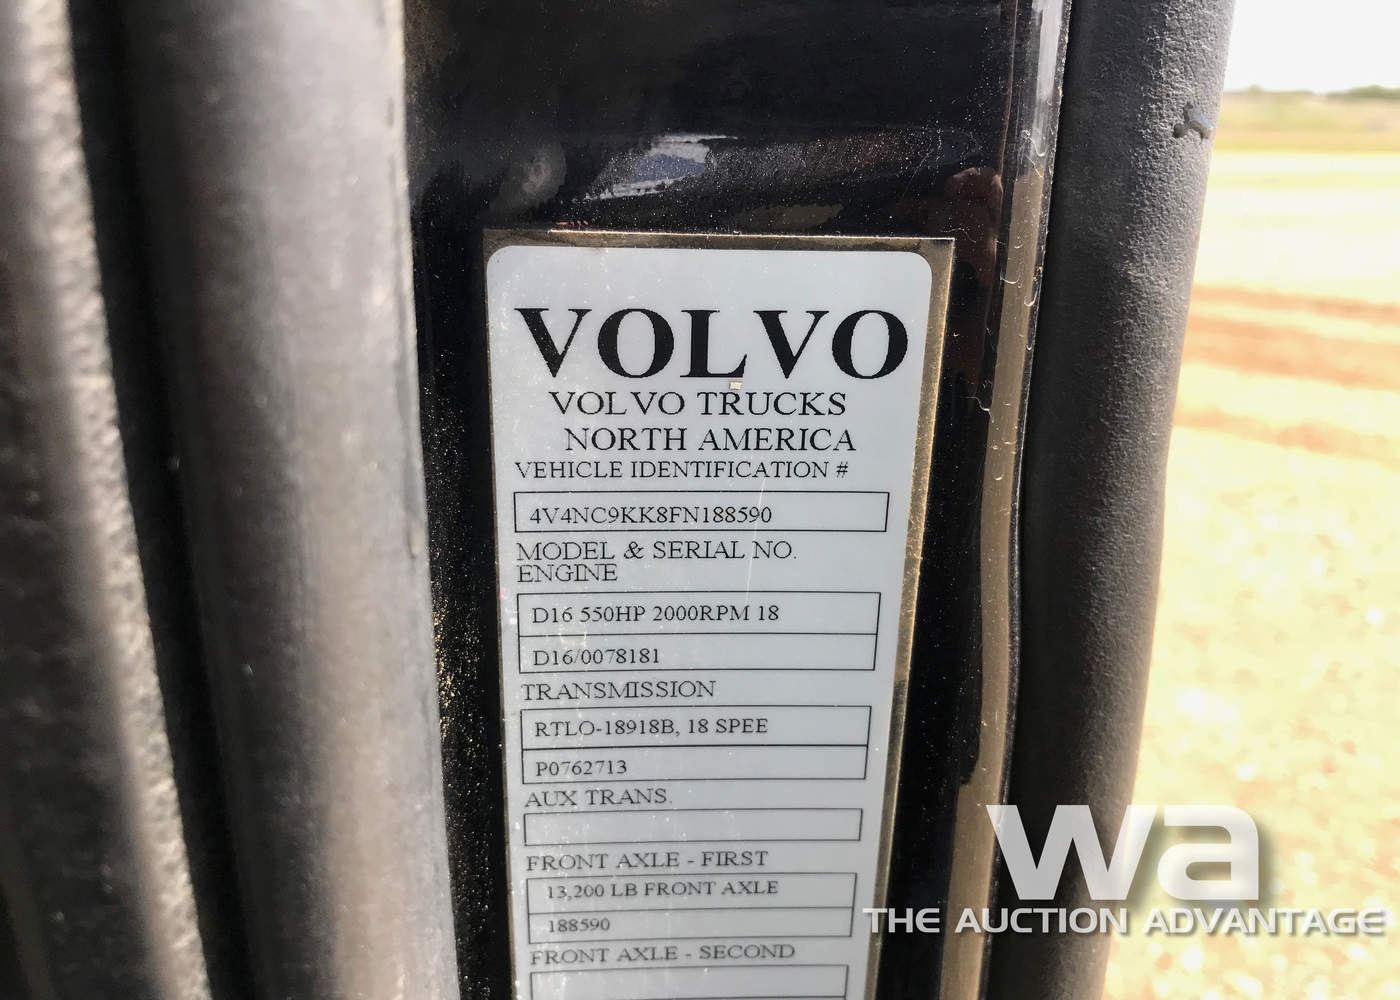 VOLVO
VOLVO TRUCKS
NORTH AMERICA
VEHICLE IDENTIFICATION #
4V4NC9KK8FN188590
MODEL & SERIAL NO.
ENGINE
D16 550HP 2000RPM 18
D16/0078181
TRANSMISSION
RTLO-18918B, 18 SPEE
P0762713
AUX TRANS.
FRONT AXLE - FIRST
13,200 LB FRONT AXLE
188590
FRONT AXLE - SECOND
wa
THE AUCTION ADVANTAGE